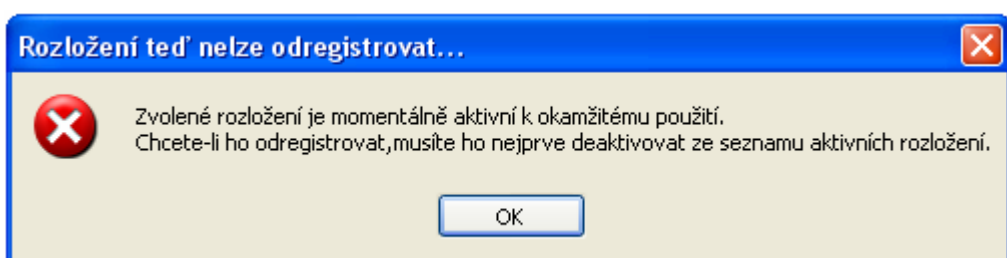 Rozložení teď nelze odregistrovat...
Zvolené rozložení je momentálně aktivní k okamžitému použití.
Chcete-li ho odregistrovat,musíte ho nejprve deaktivovat ze seznamu aktivních rozložení.
OK